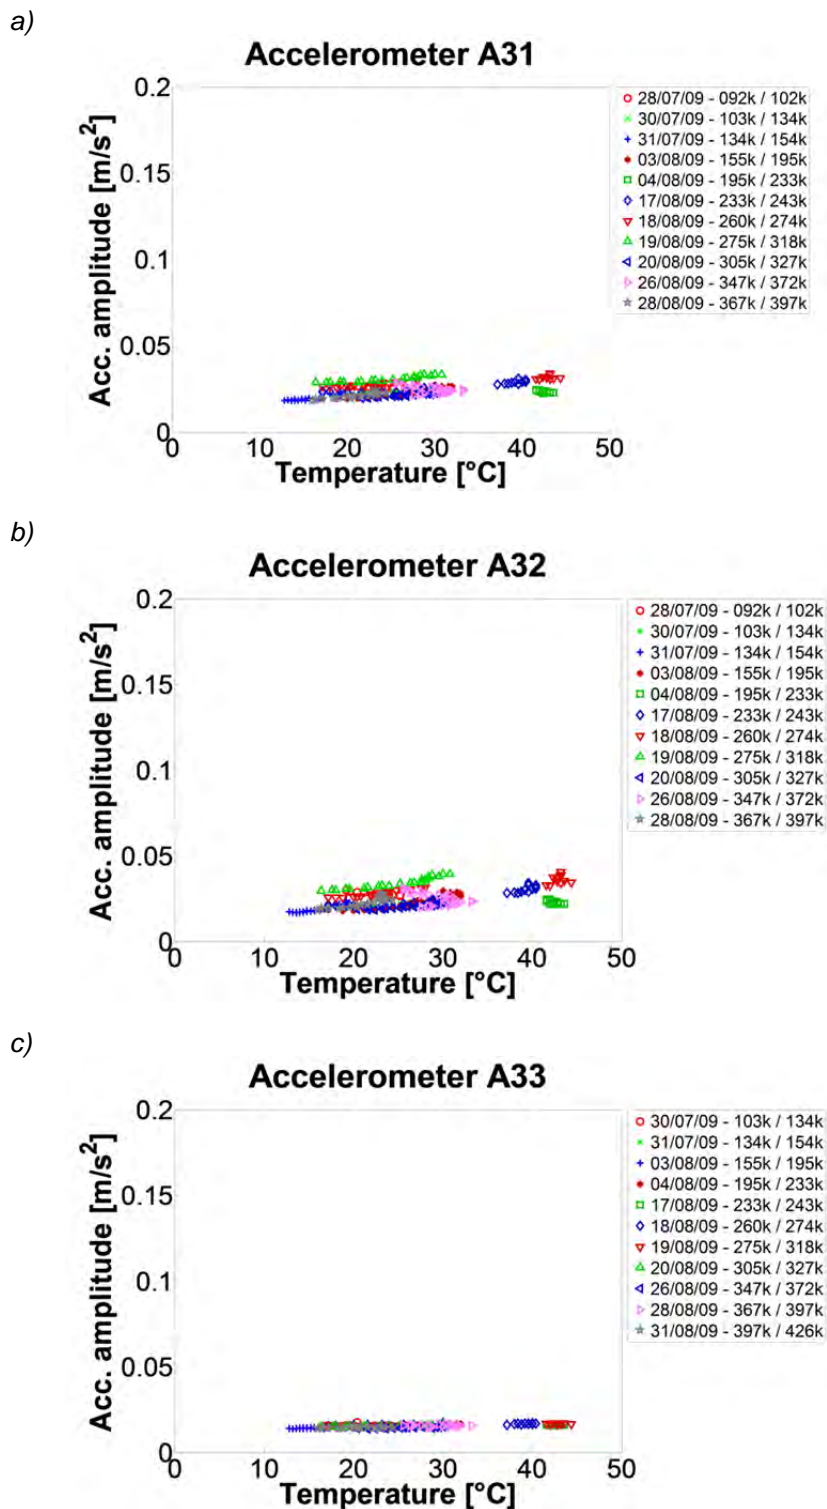 a)
Accelerometer A31
Acc. amplitude [m/s²]
0.2
0.15
0.1
0.05
0
0 10 20 30 40 50
Temperature [°C]
28/07/09 - 092k / 102k
30/07/09 - 103k / 134k
31/07/09 - 134k / 154k
03/08/09 - 155k / 195k
04/08/09 - 195k / 233k
17/08/09 - 233k / 243k
18/08/09 - 260k / 274k
19/08/09 - 275k / 318k
20/08/09 - 305k / 327k
26/08/09 - 347k / 372k
28/08/09 - 367k / 397k
b)
Accelerometer A32
Acc. amplitude [m/s²]
0.2
0.15
0.1
0.05
0
0 10 20 30 40 50
Temperature [°C]
28/07/09 - 092k / 102k
30/07/09 - 103k / 134k
31/07/09 - 134k / 154k
03/08/09 - 155k / 195k
04/08/09 - 195k / 233k
17/08/09 - 233k / 243k
18/08/09 - 260k / 274k
19/08/09 - 275k / 318k
20/08/09 - 305k / 327k
26/08/09 - 347k / 372k
28/08/09 - 367k / 397k
c)
Accelerometer A33
Acc. amplitude [m/s²]
0.2
0.15
0.1
0.05
0
0 10 20 30 40 50
Temperature [°C]
30/07/09 - 103k / 134k
31/07/09 - 134k / 154k
03/08/09 - 155k / 195k
04/08/09 - 195k / 233k
17/08/09 - 233k / 243k
18/08/09 - 260k / 274k
19/08/09 - 275k / 318k
20/08/09 - 305k / 327k
26/08/09 - 347k / 372k
28/08/09 - 367k / 397k
31/08/09 - 397k / 426k